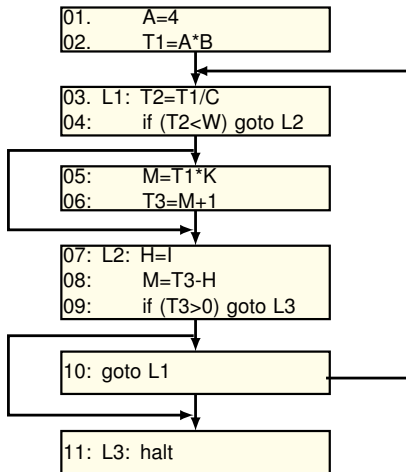 01. A=4
02. T1=A*B
03. L1: T2=T1/C
04: if (T2<W) goto L2
05: M=T1*K
06: T3=M+1
07: L2: H=I
08: M=T3-H
09: if (T3>0) goto L3
10: goto L1
11: L3: halt